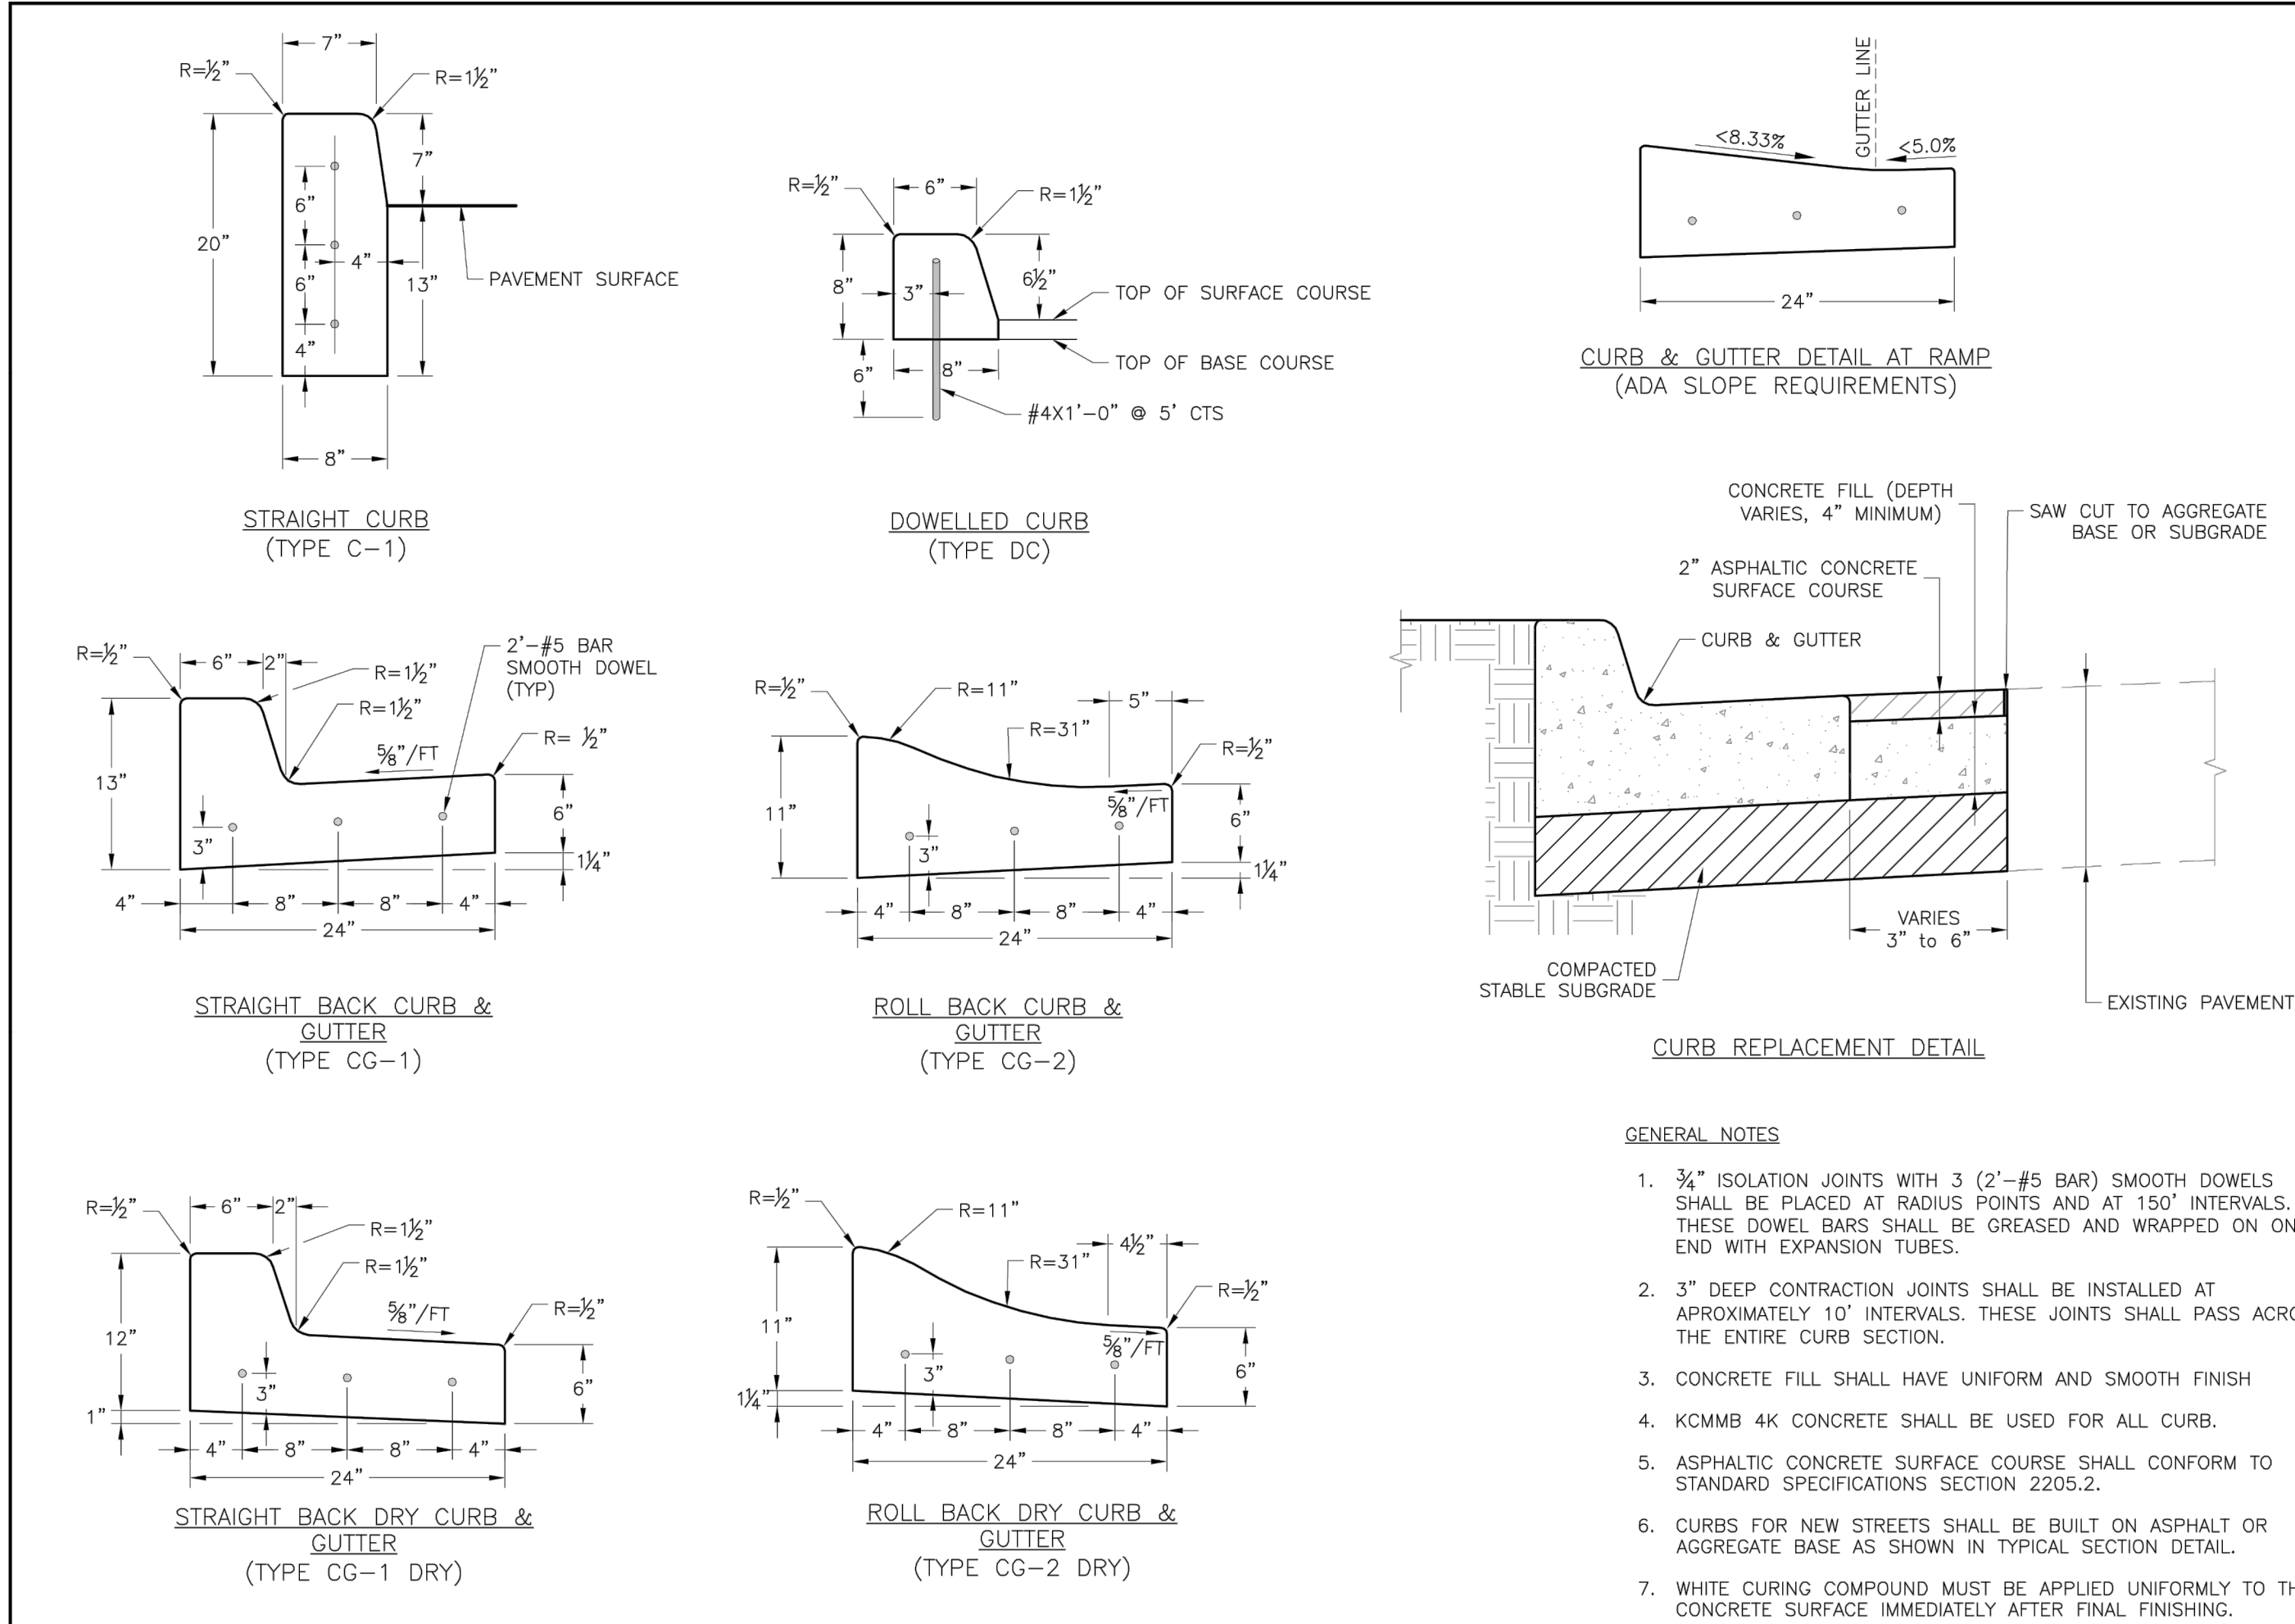 7"
R=½"
R=1½"
7"
20"
6"
4"
6"
13"
4"
PAVEMENT SURFACE
8"
STRAIGHT CURB
(TYPE C-1)
R=½"
6"
R=1½"
8"
3"
6½"
TOP OF SURFACE COURSE
6"
8"
TOP OF BASE COURSE
#4X1'-0" @ 5' CTS
DOWELLED CURB
(TYPE DC)
GUTTER LINE
<8.33%
<5.0%
24"
CURB & GUTTER DETAIL AT RAMP
(ADA SLOPE REQUIREMENTS)
R=½"
6"
2"
R=1½"
R=1½"
2'-#5 BAR
SMOOTH DOWEL
(TYP)
R= ½"
⅝"/FT
13"
6"
3"
1¼"
4"
8"
8"
4"
24"
STRAIGHT BACK CURB &
GUTTER
(TYPE CG-1)
R=½"
R=11"
R=31"
5"
R=½"
11"
⅝"/FT
6"
3"
1¼"
4"
8"
8"
4"
24"
ROLL BACK CURB &
GUTTER
(TYPE CG-2)
CONCRETE FILL (DEPTH
VARIES, 4" MINIMUM)
SAW CUT TO AGGREGATE
BASE OR SUBGRADE
2" ASPHALTIC CONCRETE
SURFACE COURSE
CURB & GUTTER
VARIES
3" to 6"
COMPACTED
STABLE SUBGRADE
EXISTING PAVEMENT
CURB REPLACEMENT DETAIL
R=½"
6"
2"
R=1½"
R=1½"
⅝"/FT
R=½"
12"
3"
6"
1"
4"
8"
8"
4"
24"
STRAIGHT BACK DRY CURB &
GUTTER
(TYPE CG-1 DRY)
R=½"
R=11"
4½"
R=31"
R=½"
11"
⅝"/FT
3"
6"
1¼"
4"
8"
8"
4"
24"
ROLL BACK DRY CURB &
GUTTER
(TYPE CG-2 DRY)
GENERAL NOTES
1. ¾" ISOLATION JOINTS WITH 3 (2'-#5 BAR) SMOOTH DOWELS
SHALL BE PLACED AT RADIUS POINTS AND AT 150' INTERVALS.
THESE DOWEL BARS SHALL BE GREASED AND WRAPPED ON
END WITH EXPANSION TUBES.
2. 3" DEEP CONTRACTION JOINTS SHALL BE INSTALLED AT
APROXIMATELY 10' INTERVALS. THESE JOINTS SHALL PASS
THE ENTIRE CURB SECTION.
3. CONCRETE FILL SHALL HAVE UNIFORM AND SMOOTH FINISH
4. KCMMB 4K CONCRETE SHALL BE USED FOR ALL CURB.
5. ASPHALTIC CONCRETE SURFACE COURSE SHALL CONFORM TO
STANDARD SPECIFICATIONS SECTION 2205.2.
6. CURBS FOR NEW STREETS SHALL BE BUILT ON ASPHALT OR
AGGREGATE BASE AS SHOWN IN TYPICAL SECTION DETAIL.
7. WHITE CURING COMPOUND MUST BE APPLIED UNIFORMLY TO
CONCRETE SURFACE IMMEDIATELY AFTER FINAL FINISHING.